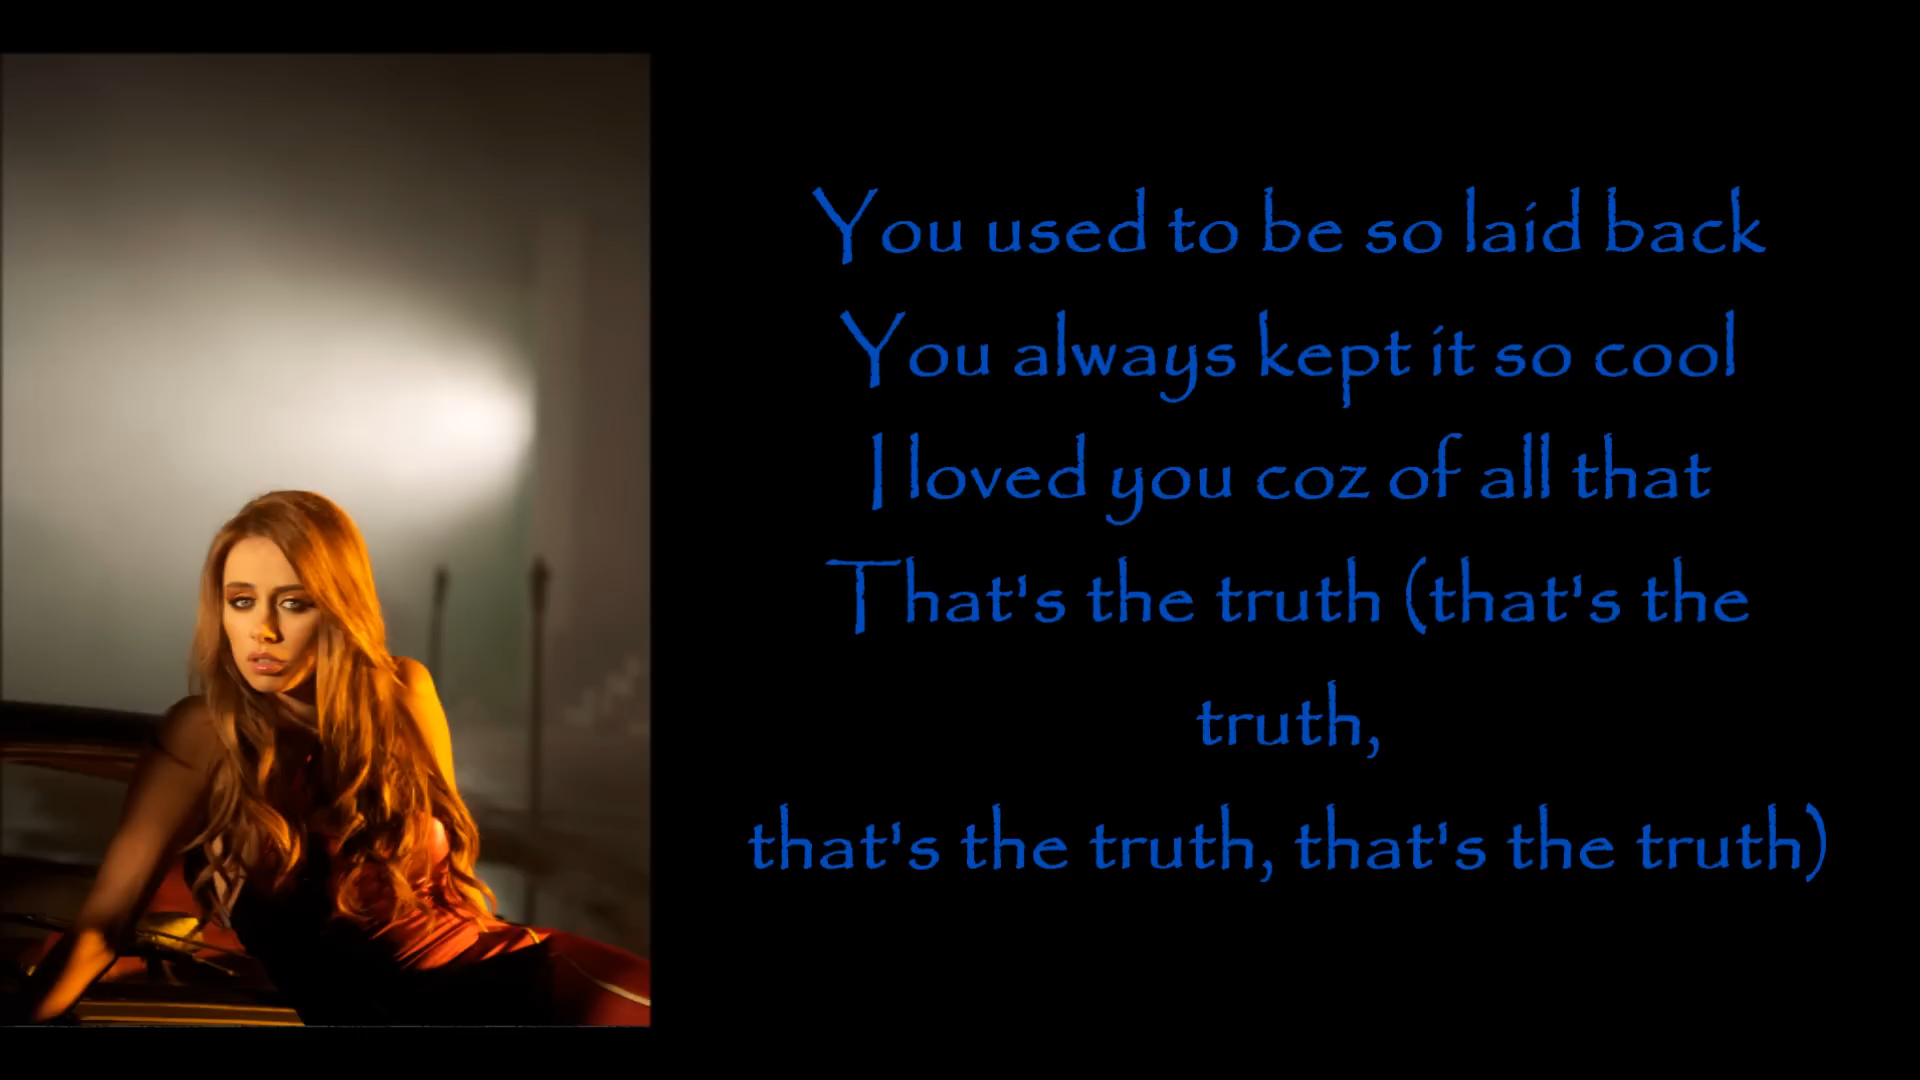 You used to be so laid back
You always kept it so cool
I loved you coz of all that
That's the truth (that's the
truth,
that's the truth, that's the truth)